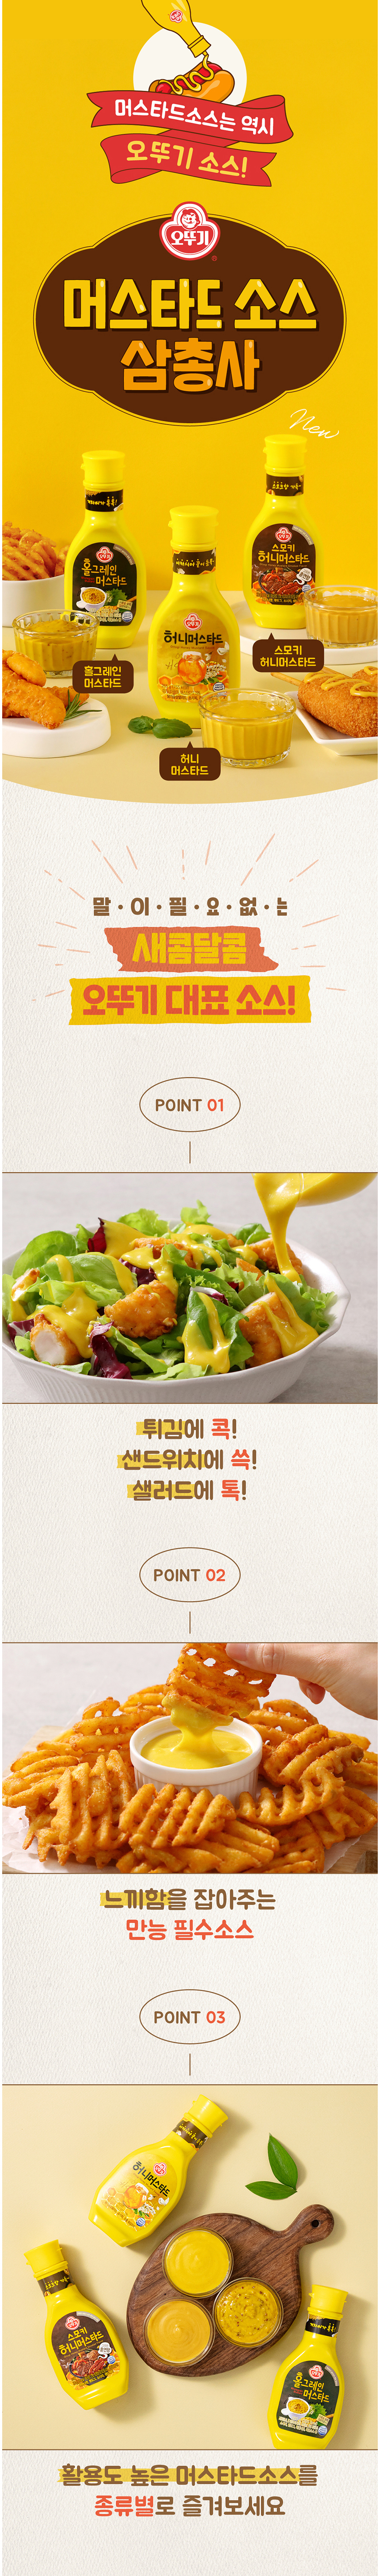 머스타드소스는 역시
오뚜기 소스!
오뚜기
머스타드 소스
삼총사
New
홀그레인
머스타드
허니머스타드
스모키
허니머스타드
스모키
허니머스타드
홀그레인
머스타드
허니
머스타드
말·이·필·요·없·는
새콤달콤
오뚜기 대표 소스!
POINT 01
튀김에 콕!
샌드위치에 쓱!
샐러드에 톡!
POINT 02
느끼함을 잡아주는
만능 필수소스
POINT 03
허니머스타드
스모키
허니머스타드
홀그레인
머스타드
활용도 높은 머스타드소스를
종류별로 즐겨보세요